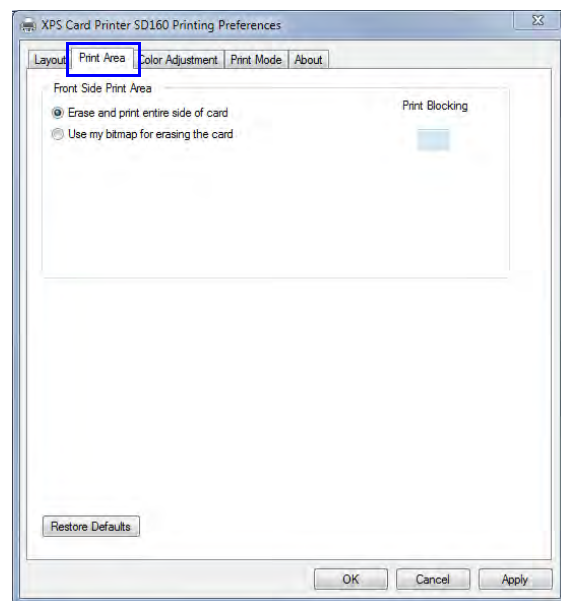 XPS Card Printer SD160 Printing Preferences
Layout Print Area Color Adjustment Print Mode About
Front Side Print Area
Erase and print entire side of card Print Blocking
Use my bitmap for erasing the card
Restore Defaults
OK Cancel Apply